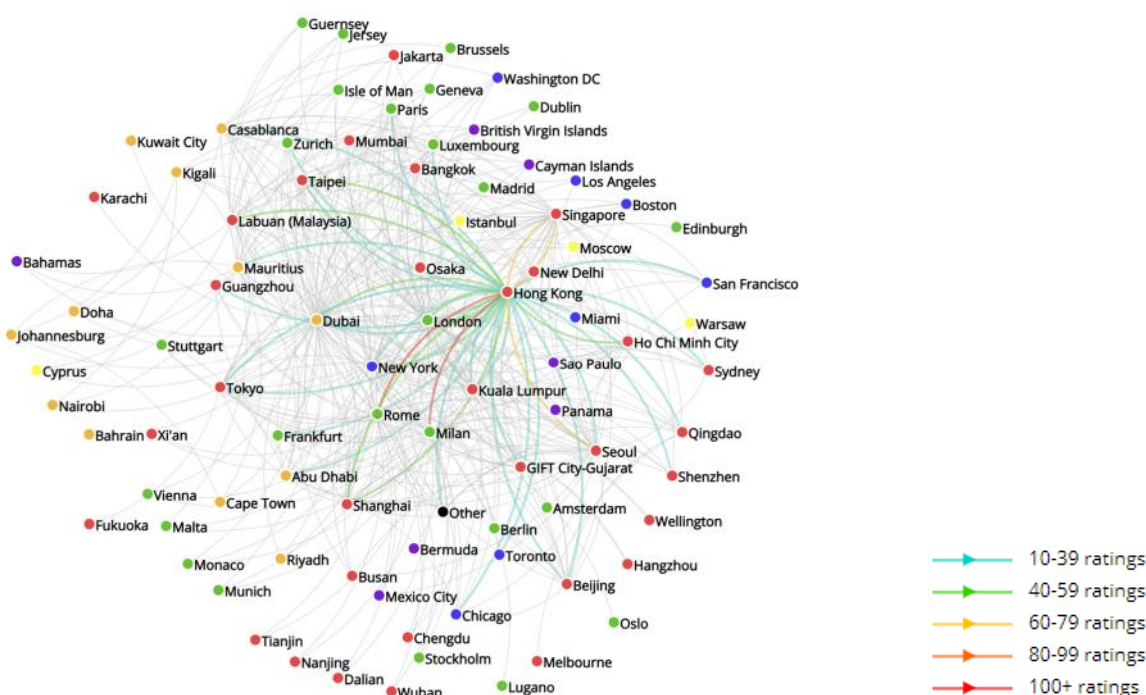 Guernsey
Jersey
Brussels
Jakarta
Washington DC
Isle of Man
Geneva
Paris
Dublin
Casablanca
British Virgin Islands
Kuwait City
Zurich
Mumbai
Luxembourg
Kigali
Bangkok
Cayman Islands
Taipei
Madrid
Los Angeles
Karachi
Boston
Labuan (Malaysia)
Istanbul
Singapore
Edinburgh
Moscow
Bahamas
Mauritius
Osaka
New Delhi
Guangzhou
Hong Kong
San Francisco
Doha
Dubai
London
Miami
Warsaw
Johannesburg
Stuttgart
Ho Chi Minh City
Cyprus
New York
Sao Paulo
Sydney
Tokyo
Kuala Lumpur
Nairobi
Rome
Panama
Bahrain
Xi'an
Frankfurt
Milan
Qingdao
Seoul
Abu Dhabi
GIFT City-Gujarat
Shenzhen
Vienna
Cape Town
Shanghai
Other
Amsterdam
Fukuoka
Malta
Berlin
Wellington
Bermuda
Toronto
Monaco
Riyadh
Hangzhou
Munich
Busan
Mexico City
Beijing
Chicago
Oslo
Tianjin
Chengdu
Nanjing
Stockholm
Melbourne
Dalian
Wuhan
Lugano
10-39 ratings
40-59 ratings
60-79 ratings
80-99 ratings
100+ ratings